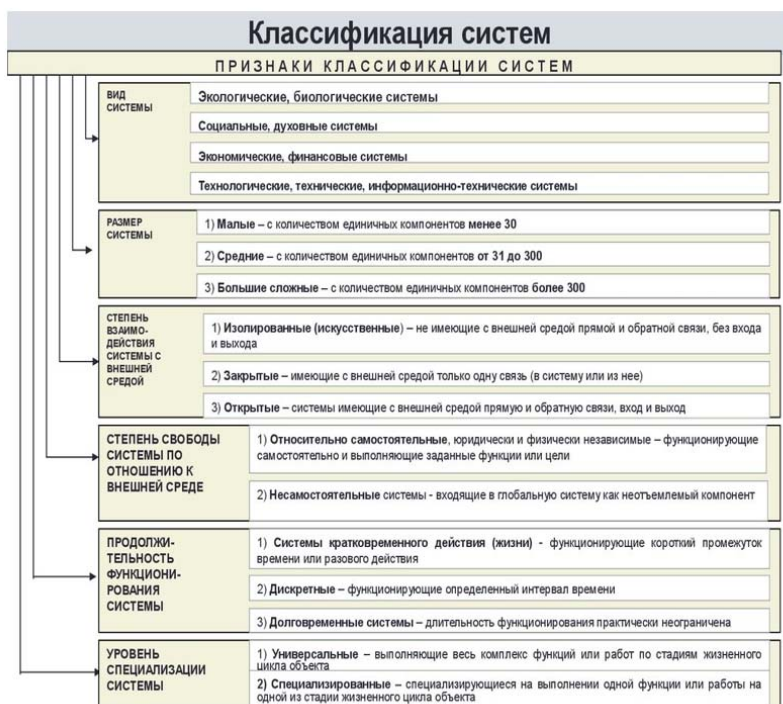 Классификация систем
ПРИЗНАКИ КЛАССИФИКАЦИИ СИСТЕМ
ВИД
СИСТЕМЫ
Экологические, биологические системы
Социальные, духовные системы
Экономические, финансовые системы
Технологические, технические, информационно-технические системы
РАЗМЕР
СИСТЕМЫ
1) Малые – с количеством единичных компонентов менее 30
2) Средние – с количеством единичных компонентов от 31 до 300
3) Большие сложные – с количеством единичных компонентов более 300
СТЕПЕНЬ
ВЗАИМО-
ДЕЙСТВИЯ
СИСТЕМЫ С
ВНЕШНЕЙ
СРЕДОЙ
1) Изолированные (искусственные) – не имеющие с внешней средой прямой и обратной связи, без входа
и выхода
2) Закрытые – имеющие с внешней средой только одну связь (в систему или из нее)
3) Открытые – системы имеющие с внешней средой прямую и обратную связи, вход и выход
СТЕПЕНЬ СВОБОДЫ
СИСТЕМЫ ПО
ОТНОШЕНИЮ К
ВНЕШНЕЙ СРЕДЕ
1) Относительно самостоятельные, юридически и физически независимые – функционирующие
самостоятельно и выполняющие заданные функции или цели
2) Несамостоятельные системы - входящие в глобальную систему как неотъемлемый компонент
ПРОДОЛЖИ-
ТЕЛЬНОСТЬ
ФУНКЦИОНИ-
РОВАНИЯ
СИСТЕМЫ
1) Системы кратковременного действия (жизни) - функционирующие короткий промежуток
времени или разового действия
2) Дискретные – функционирующие определенный интервал времени
3) Долговременные системы – длительность функционирования практически неограничена
УРОВЕНЬ
СПЕЦИАЛИЗАЦИИ
СИСТЕМЫ
1) Универсальные – выполняющие весь комплекс функций или работ по стадиям жизненного
цикла объекта
2) Специализированные – специализирующиеся на выполнении одной функции или работы на
одной из стадии жизненного цикла объекта